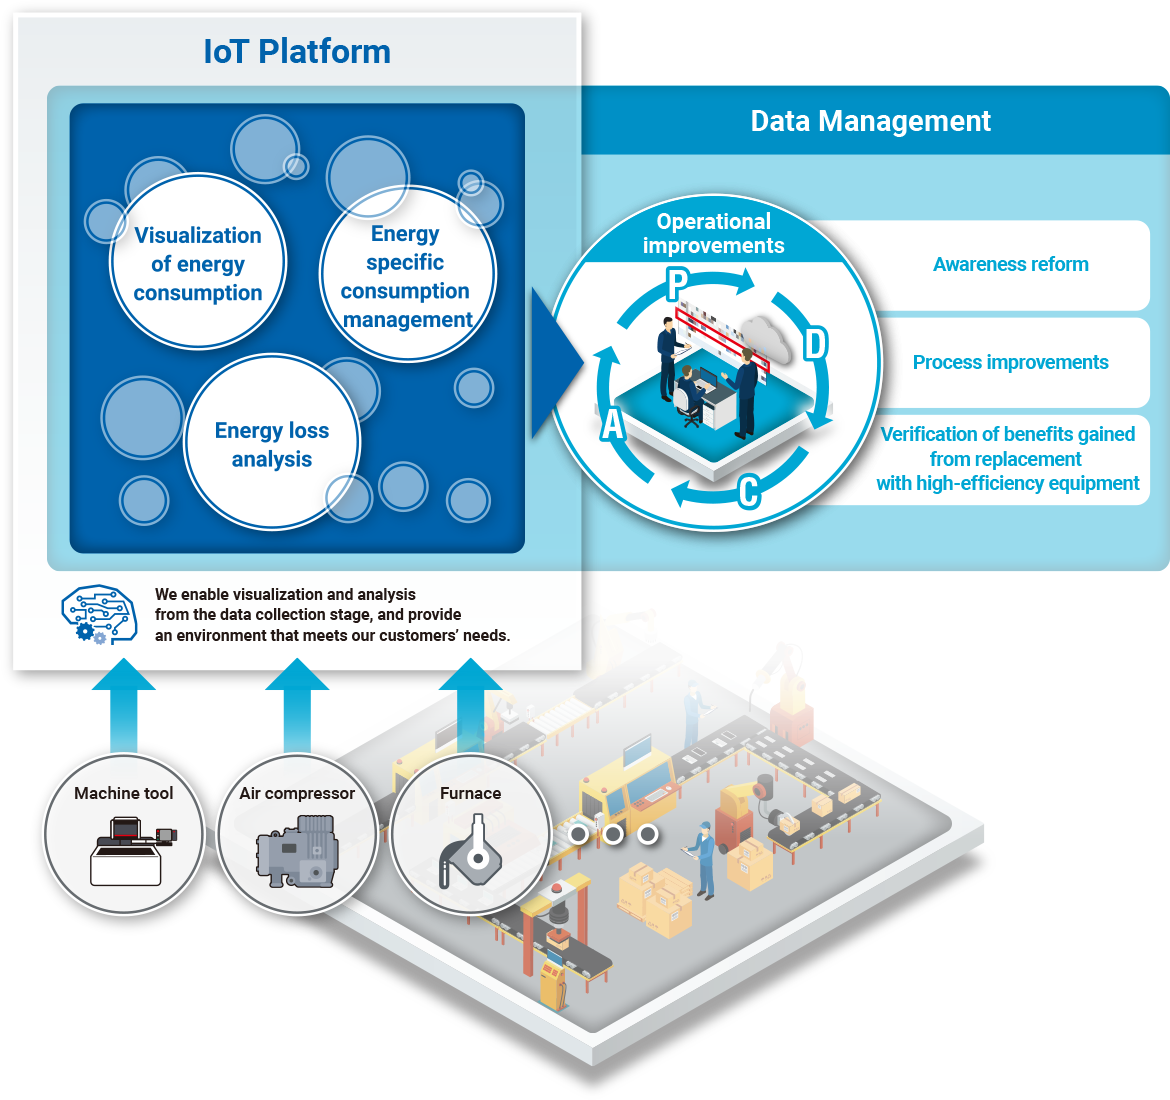 IoT Platform
Data Management
Visualization
of energy
consumption
Energy
specific
consumption
management
Energy loss
analysis
Operational
improvements
P
D
C
A
Awareness reform
Process improvements
Verification of benefits gained
from replacement
with high-efficiency equipment
We enable visualization and analysis
from the data collection stage, and provide
an environment that meets our customers’ needs.
Machine tool
Air compressor
Furnace